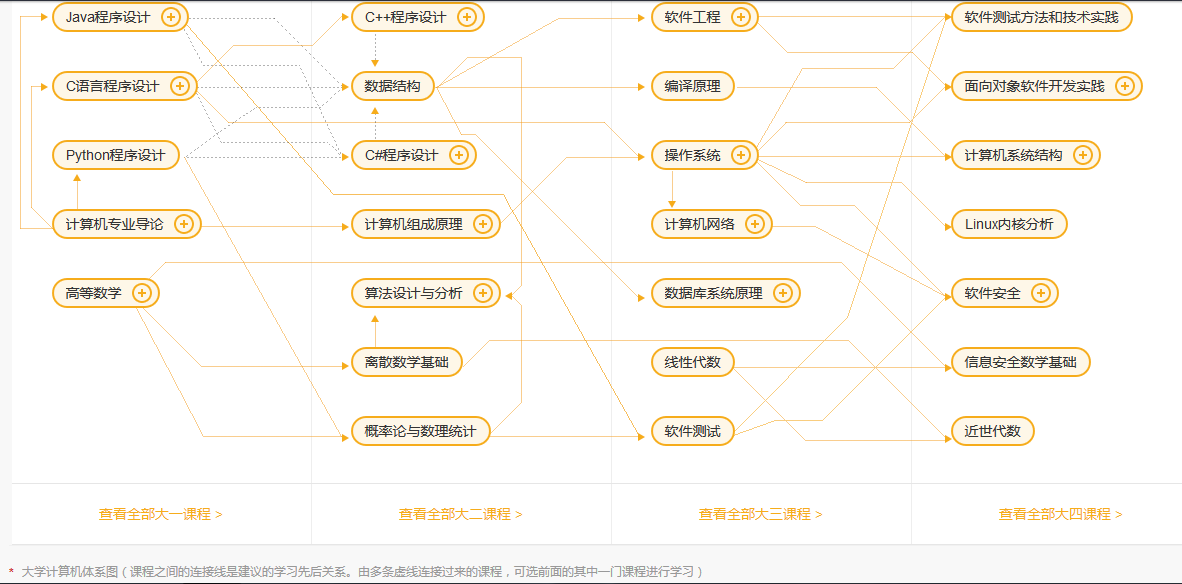 Java程序设计
C++程序设计
软件工程
软件测试方法和技术实践
C语言程序设计
数据结构
编译原理
面向对象软件开发实践
Python程序设计
C#程序设计
操作系统
计算机系统结构
计算机专业导论
计算机组成原理
计算机网络
Linux内核分析
高等数学
算法设计与分析
数据库系统原理
软件安全
离散数学基础
线性代数
信息安全数学基础
概率论与数理统计
软件测试
近世代数
查看全部大一课程 >
查看全部大二课程 >
查看全部大三课程 >
查看全部大四课程 >
* 大学计算机体系图（课程之间的连接线是建议的学习先后关系。由多条虚线连接过来的课程，可选前面的其中一门课程进行学习）